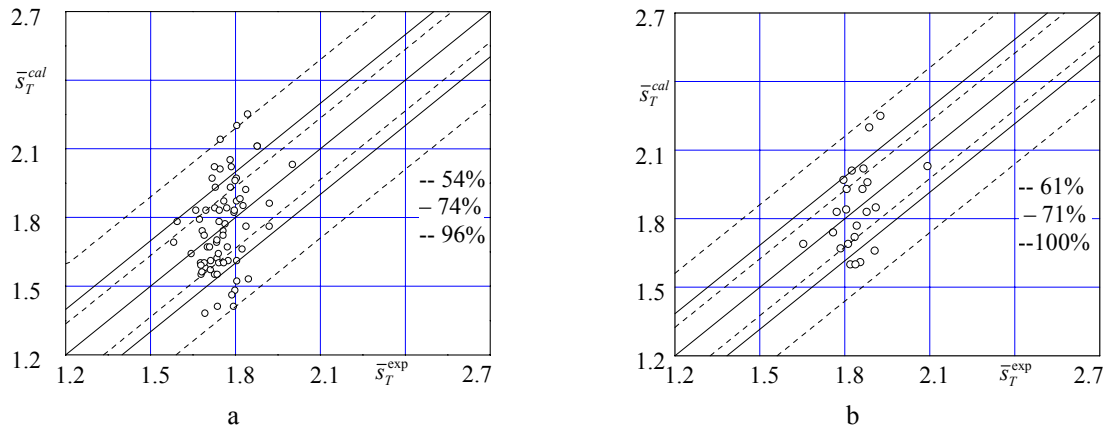 2.7
s̅_T^cal
2.4
2.1
1.8
1.5
1.2
-- 54%
– 74%
-- 96%
1.2 1.5 1.8 2.1 s̅_T^exp 2.7
a
2.7
s̅_T^cal
2.1
1.8
1.5
1.2
-- 61%
– 71%
--100%
1.2 1.5 1.8 2.1 s̅_T^exp 2.7
b